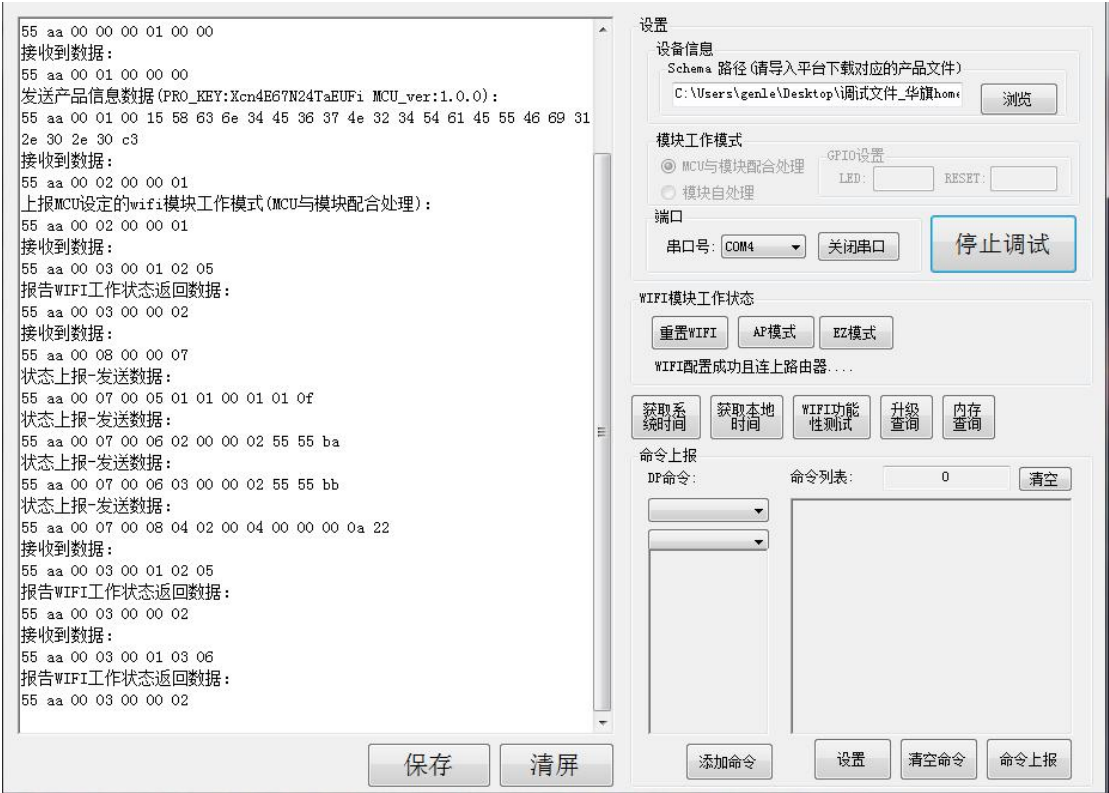 55 aa 00 00 00 01 00 00
接收到数据:
55 aa 00 01 00 00 00
发送产品信息数据(PRO_KEY:Xcn4E67N24TaEUFi MCU_ver:1.0.0):
55 aa 00 01 00 15 58 63 6e 34 45 36 37 4e 32 34 54 61 45 55 46 69 31
2e 30 2e 30 c3
接收到数据:
55 aa 00 02 00 00 01
上报MCU设定的wifi模块工作模式(MCU与模块配合处理):
55 aa 00 02 00 00 01
接收到数据:
55 aa 00 03 00 01 02 05
报告WIFI工作状态返回数据:
55 aa 00 03 00 00 02
接收到数据:
55 aa 00 08 00 00 07
状态上报-发送数据:
55 aa 00 07 00 05 01 01 00 01 01 0f
状态上报-发送数据:
55 aa 00 07 00 06 02 00 00 02 55 55 ba
状态上报-发送数据:
55 aa 00 07 00 06 03 00 00 02 55 55 bb
状态上报-发送数据:
55 aa 00 07 00 08 04 02 00 04 00 00 00 0a 22
接收到数据:
55 aa 00 03 00 01 02 05
报告WIFI工作状态返回数据:
55 aa 00 03 00 00 02
接收到数据:
55 aa 00 03 00 01 03 06
报告WIFI工作状态返回数据:
55 aa 00 03 00 00 02
保存 清屏
设置
设备信息
Schema 路径(请导入平台下载对应的产品文件)
C:\Users\genle\Desktop\调试文件_华旗home
浏览
模块工作模式
MCU与模块配合处理
模块自处理
GPIO设置
LED: RESET:
端口
串口号: COM4 关闭串口
停止调试
WIFI模块工作状态
重置WIFI AP模式 EZ模式
WIFI配置成功且连上路由器....
获取系统时间 获取本地时间 WIFI功能性测试 升级查询 内存查询
命令上报
DP命令: 命令列表: 0 清空
添加命令 设置 清空命令 命令上报